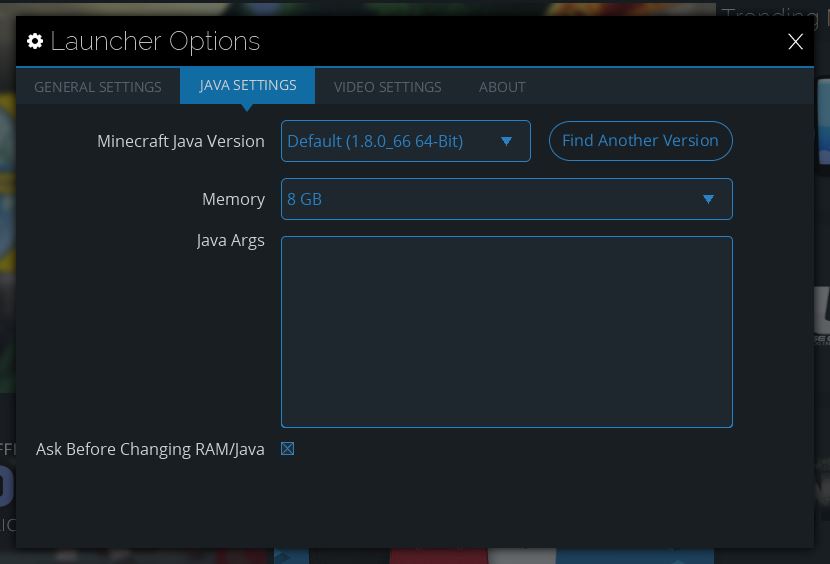 Trending
Launcher Options
X
GENERAL SETTINGS
JAVA SETTINGS
VIDEO SETTINGS
ABOUT
Minecraft Java Version
Default (1.8.0_66 64-Bit)
Find Another Version
Memory
8 GB
Java Args
Ask Before Changing RAM/Java